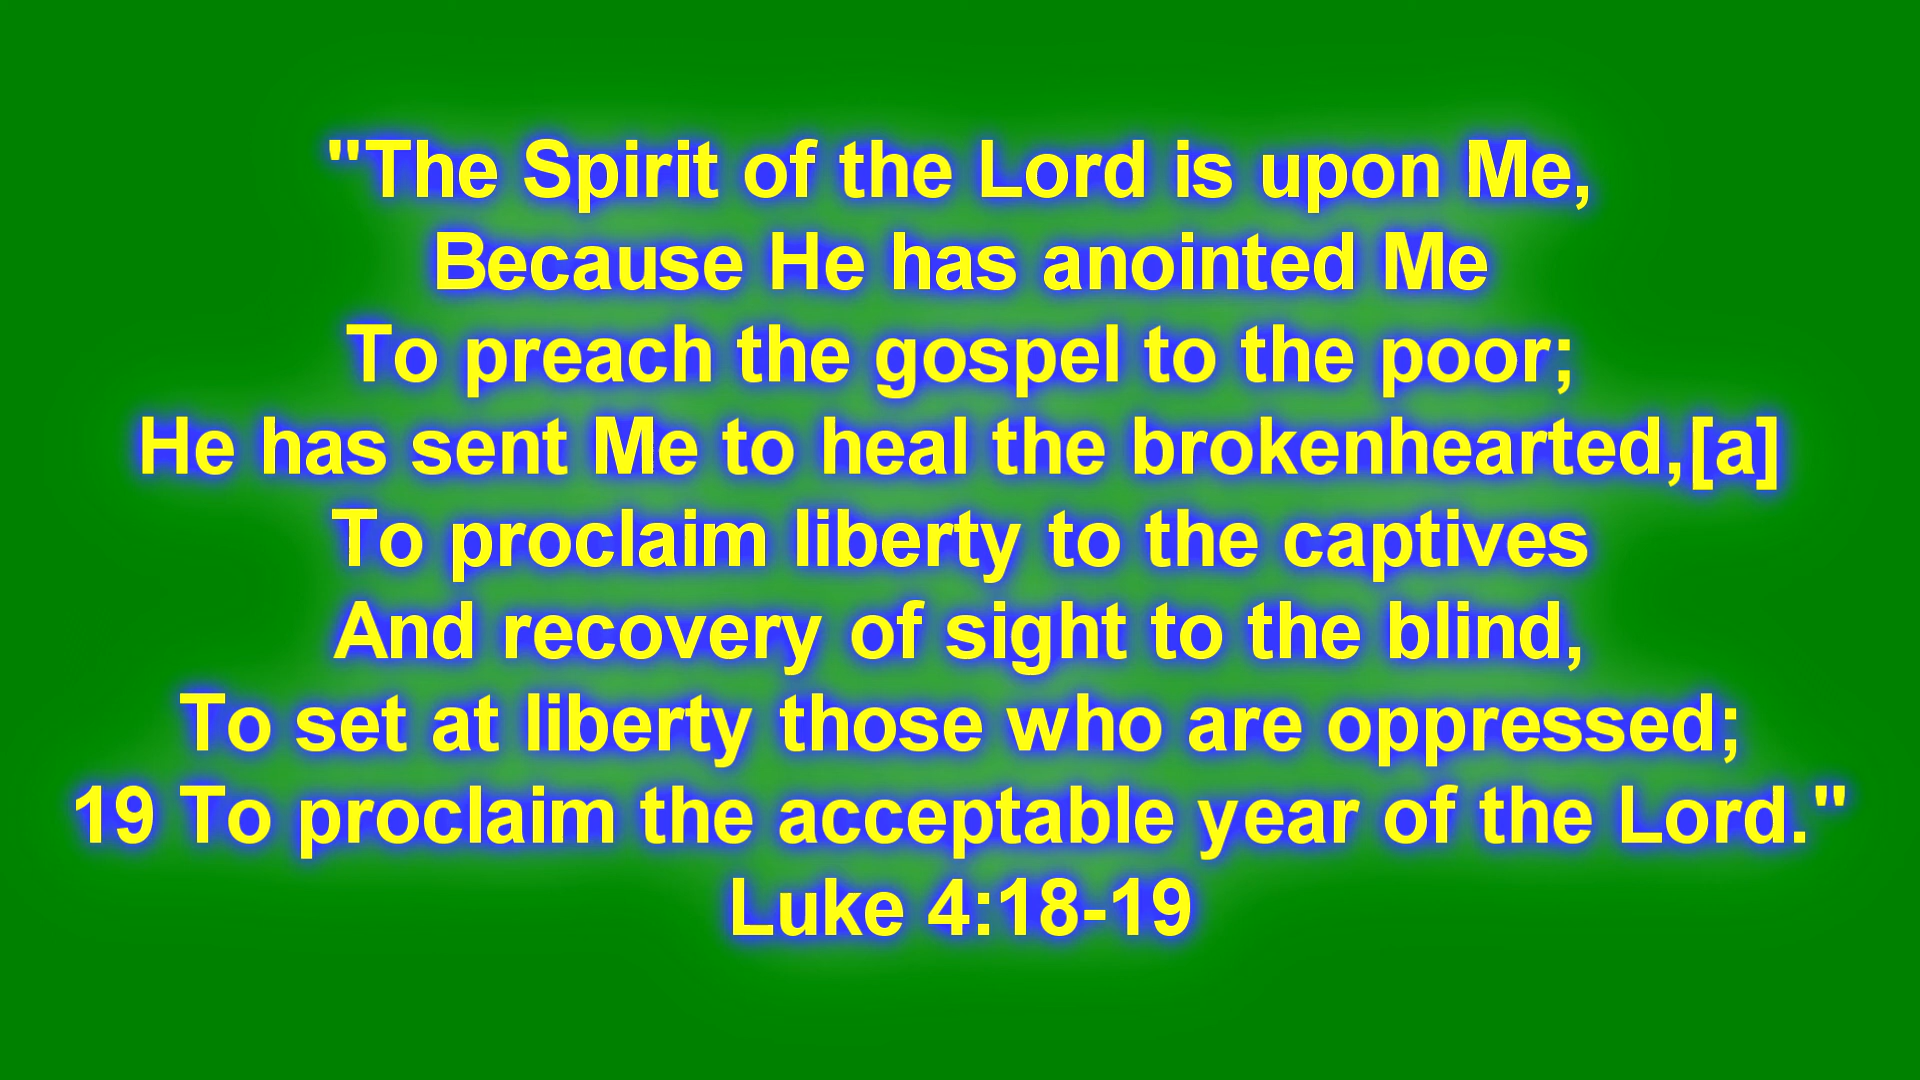 "The Spirit of the Lord is upon Me,
Because He has anointed Me
To preach the gospel to the poor;
He has sent Me to heal the brokenhearted,[a]
To proclaim liberty to the captives
And recovery of sight to the blind,
To set at liberty those who are oppressed;
19 To proclaim the acceptable year of the Lord."
Luke 4:18-19